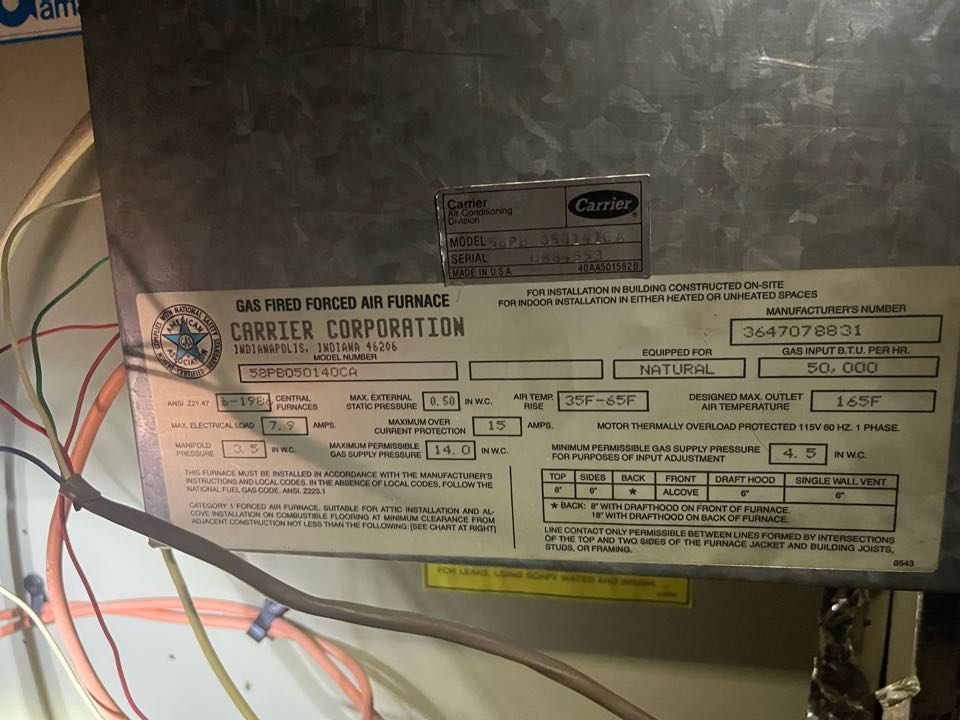 Carrier
Air Conditioning
Division
Carrier
MODEL 58PB 050141CA
SERIAL
MADE IN U.S.A. 40AA501582B
GAS FIRED FORCED AIR FURNACE
CARRIER CORPORATION
INDIANAPOLIS, INDIANA 46206
FOR INSTALLATION IN BUILDING CONSTRUCTED ON-SITE
FOR INDOOR INSTALLATION IN EITHER HEATED OR UNHEATED SPACES
MANUFACTURER'S NUMBER
3647078831
MODEL NUMBER
58PB050140CA
EQUIPPED FOR
NATURAL
GAS INPUT B.T.U. PER HR.
50,000
AMERICAN
GAS
ASSOCIATION
ANSI. Z21.47 CENTRAL
FURNACES
MAX. EXTERNAL
STATIC PRESSURE 0.50 IN W.C.
AIR TEMP.
RISE 35F-65F
DESIGNED MAX. OUTLET
AIR TEMPERATURE 165F
MAX. ELECTRICAL LOAD 7.9 AMPS.
MAXIMUM OVER
CURRENT PROTECTION 15 AMPS.
MOTOR THERMALLY OVERLOAD PROTECTED 115V 60 HZ. 1 PHASE.
MANIFOLD
PRESSURE 3.5 IN W.C.
MAXIMUM PERMISSIBLE
GAS SUPPLY PRESSURE 14.0 IN W.C.
MINIMUM PERMISSIBLE GAS SUPPLY PRESSURE
FOR PURPOSES OF INPUT ADJUSTMENT 4.5 IN W.C.
THIS FURNACE MUST BE INSTALLED IN ACCORDANCE WITH THE MANUFACTURER'S
INSTRUCTIONS AND LOCAL CODES. IN THE ABSENCE OF LOCAL CODES, FOLLOW THE
NATIONAL FUEL GAS CODE. ANSI. Z223.1
CATEGORY 1 FORCED AIR FURNACE, SUITABLE FOR ATTIC INSTALLATION AND AL-
COVE INSTALLATION ON COMBUSTIBLE FLOORING AT MINIMUM CLEARANCE FROM
ADJACENT CONSTRUCTION NOT LESS THAN THE FOLLOWING: [SEE CHART AT RIGHT]
TOP SIDES BACK FRONT DRAFT HOOD SINGLE WALL VENT
8" 6" * ALCOVE 6" 6"
* BACK: 8" WITH DRAFTHOOD ON FRONT OF FURNACE.
18" WITH DRAFTHOOD ON BACK OF FURNACE.
LINE CONTACT ONLY PERMISSIBLE BETWEEN LINES FORMED BY INTERSECTIONS
OF THE TOP AND TWO SIDES OF THE FURNACE JACKET AND BUILDING JOISTS,
STUDS, OR FRAMING.
8543
FOR LEAKS, USING SOAPY WATER AND BRUSH.